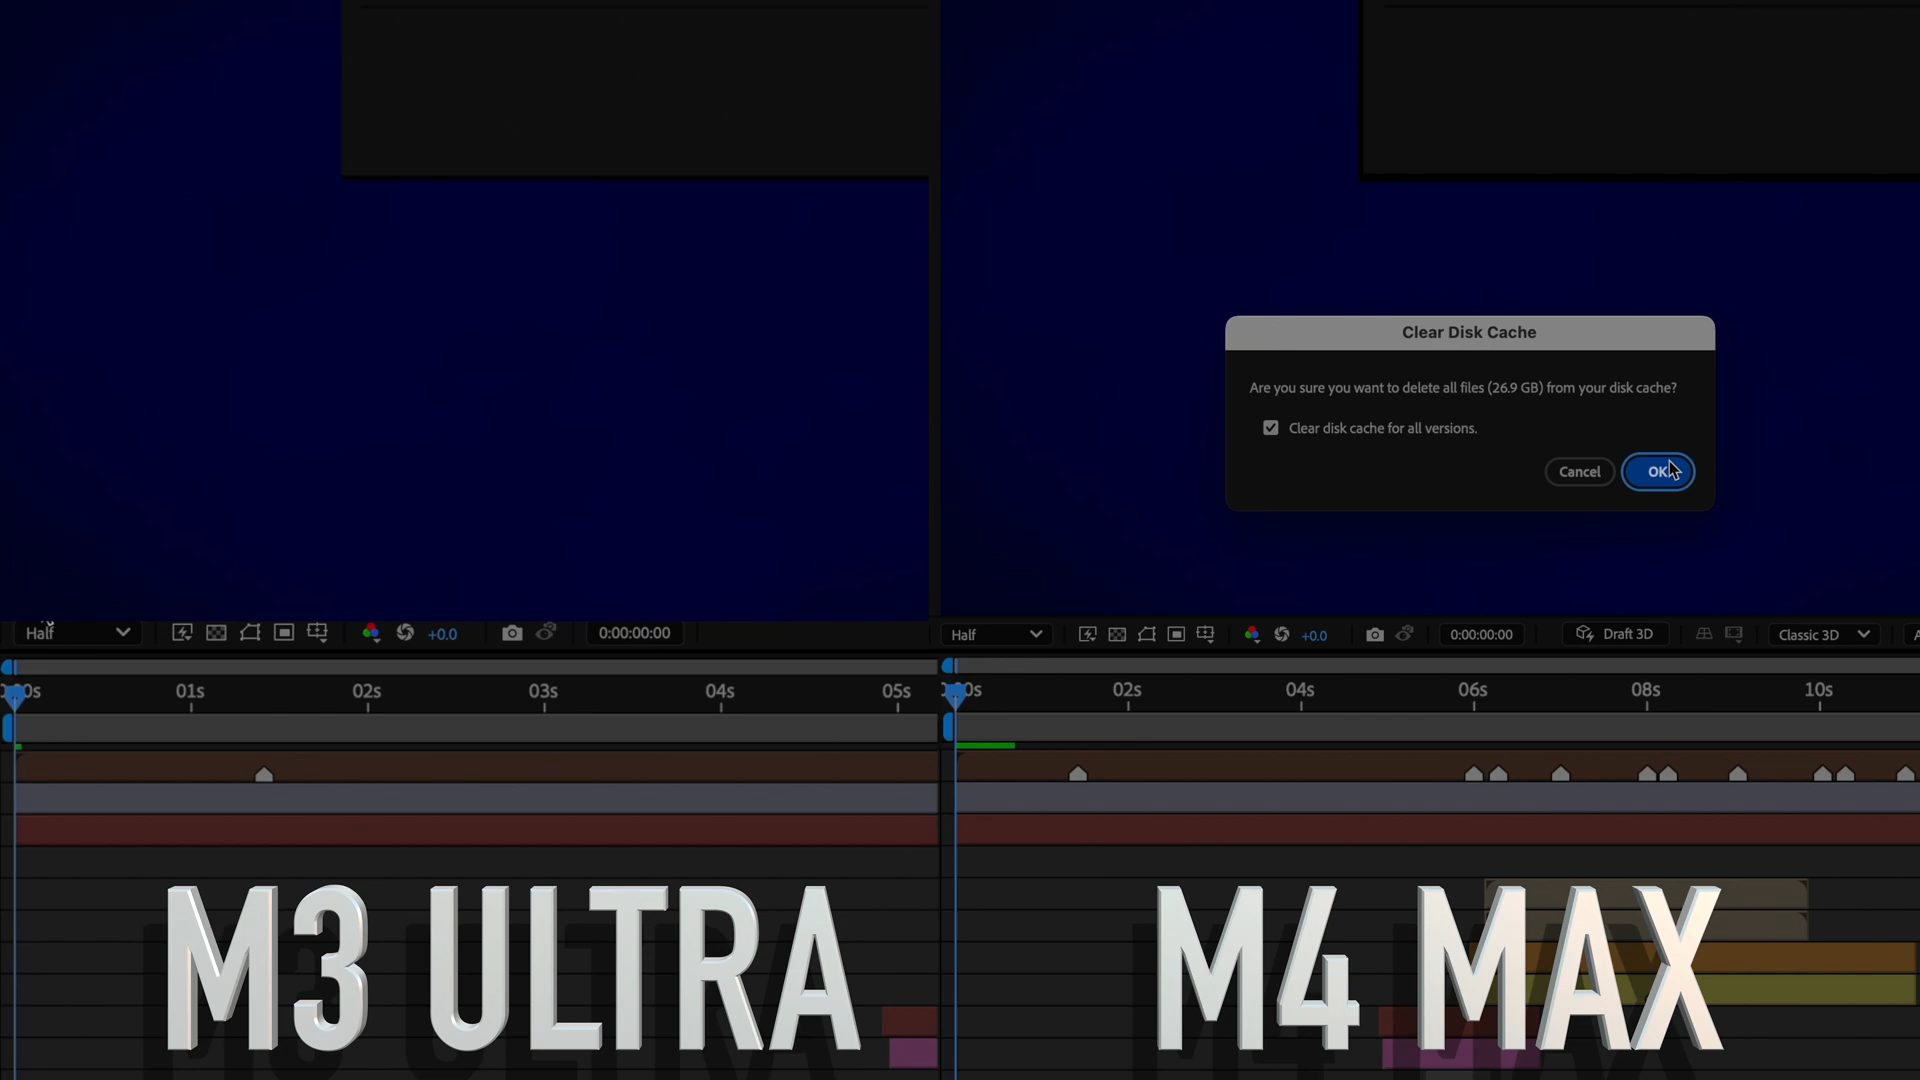 Clear Disk Cache
Are you sure you want to delete all files (26.9 GB) from your disk cache?
Clear disk cache for all versions.
Cancel
OK
Half
+0.0
0:00:00:00
Half
+0.0
0:00:00:00
Draft 3D
Classic 3D
01s
02s
03s
04s
05s
02s
04s
06s
08s
10s
M3 ULTRA
M4 MAX